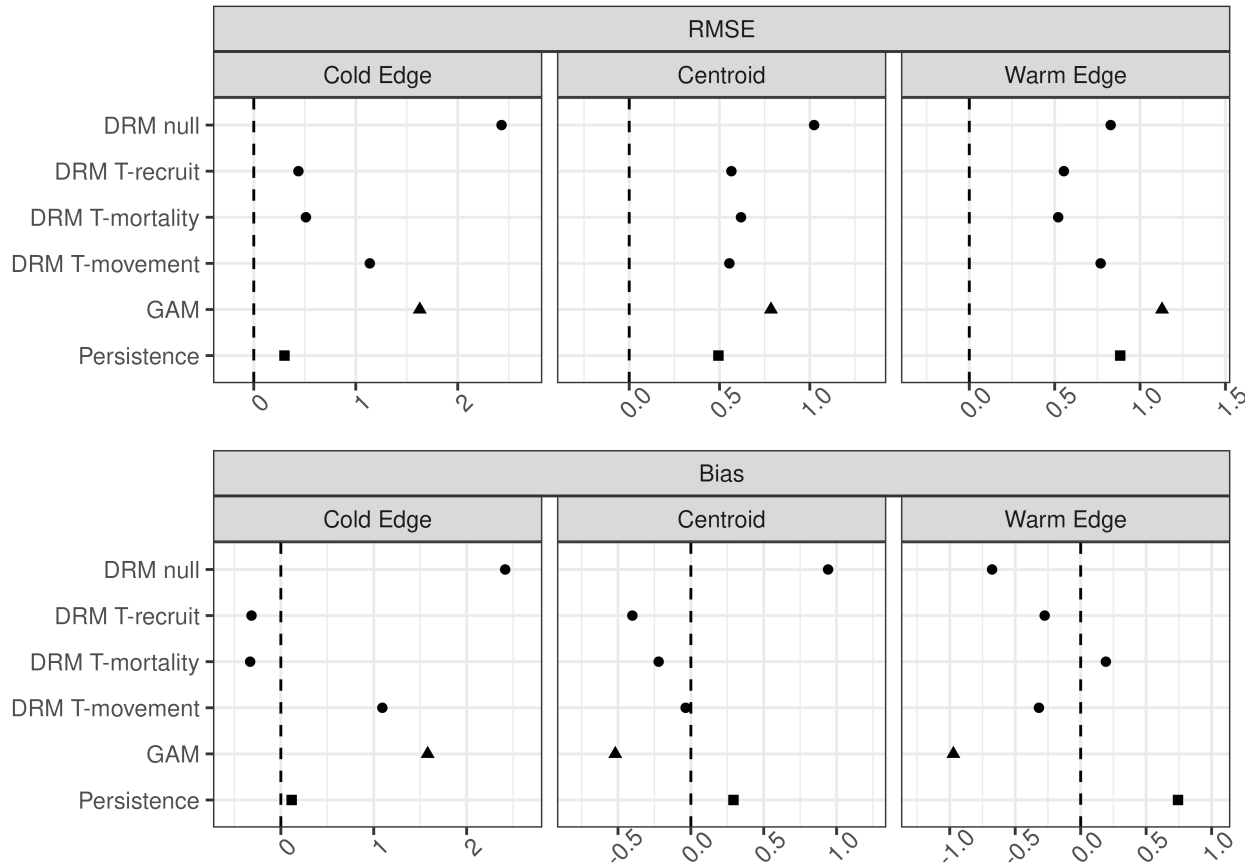 RMSE
Cold Edge Centroid Warm Edge
DRM null
DRM T-recruit
DRM T-mortality
DRM T-movement
GAM
Persistence
0 1 2 0.0 0.5 1.0 0.0 0.5 1.0 1.5
Bias
Cold Edge Centroid Warm Edge
DRM null
DRM T-recruit
DRM T-mortality
DRM T-movement
GAM
Persistence
0 1 2 -0.5 0.0 0.5 1.0 -1.0 -0.5 0.0 0.5 1.0